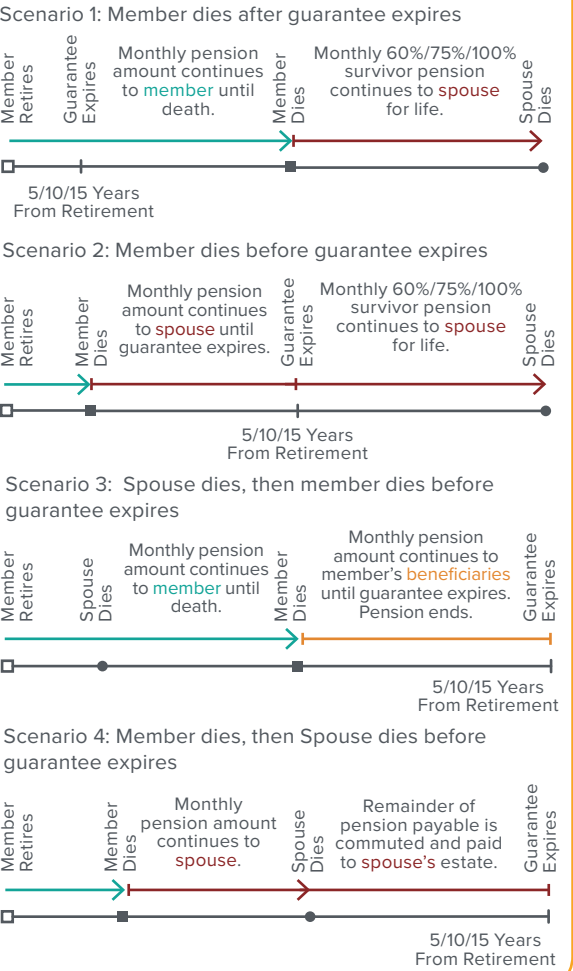 Scenario 1: Member dies after guarantee expires
Member
Retires
Guarantee
Expires
Monthly pension
amount continues
to member until
death.
Member
Dies
Monthly 60%/75%/100%
survivor pension
continues to spouse
for life.
Spouse
Dies
5/10/15 Years
From Retirement
Scenario 2: Member dies before guarantee expires
Member
Retires
Member
Dies
Monthly pension
amount continues
to spouse until
guarantee expires.
Guarantee
Expires
Monthly 60%/75%/100%
survivor pension
continues to spouse
for life.
Spouse
Dies
5/10/15 Years
From Retirement
Scenario 3: Spouse dies, then member dies before
guarantee expires
Member
Retires
Spouse
Dies
Monthly pension
amount continues
to member until
death.
Member
Dies
Monthly pension
amount continues to
member's beneficiaries
until guarantee expires.
Pension ends.
Guarantee
Expires
5/10/15 Years
From Retirement
Scenario 4: Member dies, then Spouse dies before
guarantee expires
Member
Retires
Member
Dies
Monthly
pension amount
continues to
spouse.
Spouse
Dies
Remainder of
pension payable is
commuted and paid
to spouse's estate.
Guarantee
Expires
5/10/15 Years
From Retirement